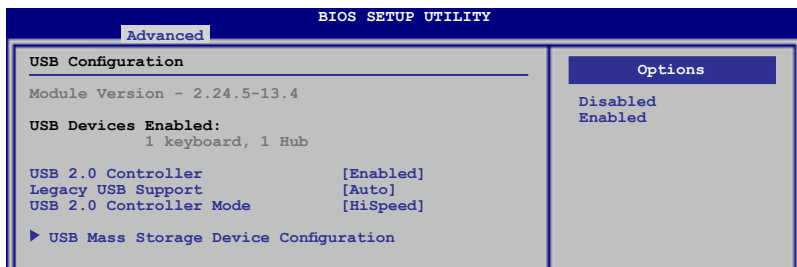 BIOS SETUP UTILITY
Advanced
USB Configuration
Module Version - 2.24.5-13.4
USB Devices Enabled:
1 keyboard, 1 Hub
USB 2.0 Controller [Enabled]
Legacy USB Support [Auto]
USB 2.0 Controller Mode [HiSpeed]
USB Mass Storage Device Configuration
Options
Disabled
Enabled